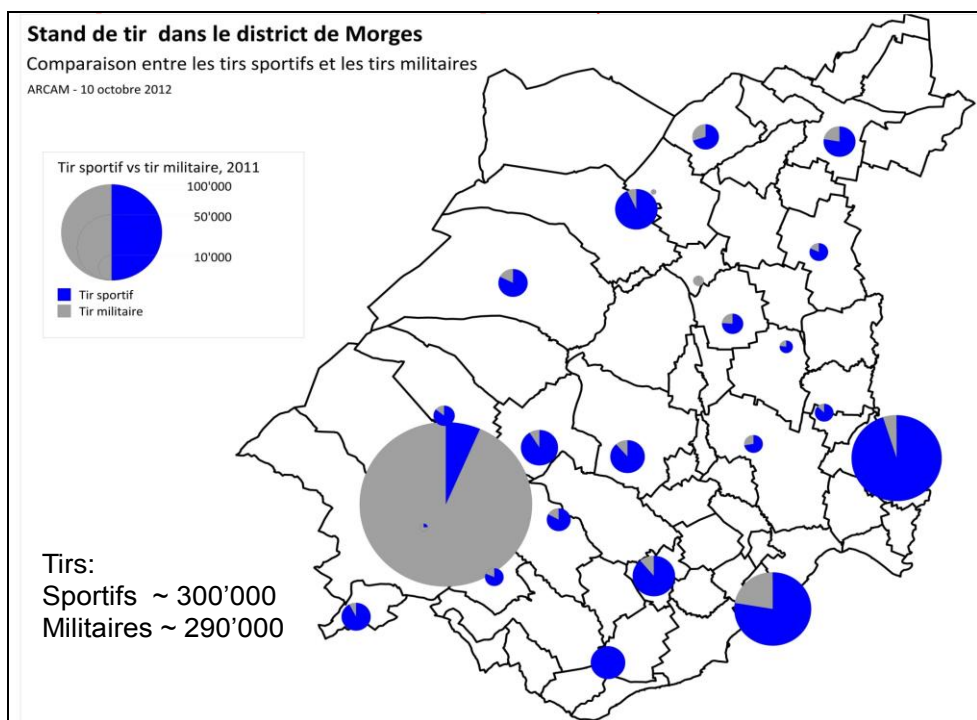 Stand de tir  dans le district de Morges
Comparaison entre les tirs sportifs et les tirs militaires
ARCAM - 10 octobre 2012
Tir sportif vs tir militaire, 2011
100'000
50'000
10'000
Tir sportif
Tir militaire
Tirs:
Sportifs  ~ 300'000
Militaires ~ 290'000